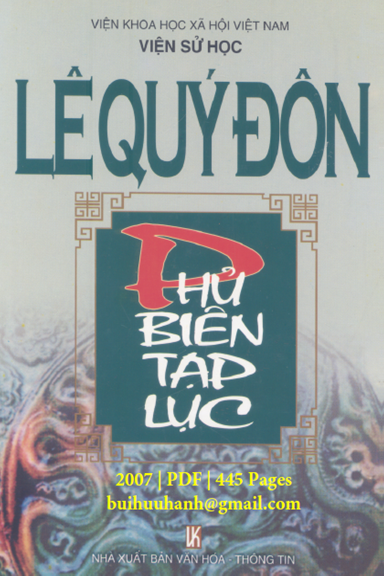 VIỆN KHOA HỌC XÃ HỘI VIỆT NAM
VIỆN SỬ HỌC
LÊ QUÝ ĐÔN
PHỦ
BIÊN
TẠP
LỤC
2007 | PDF | 445 Pages
buihuuhanh@gmail.com
VK
NHÀ XUẤT BẢN VĂN HÓA - THÔNG TIN